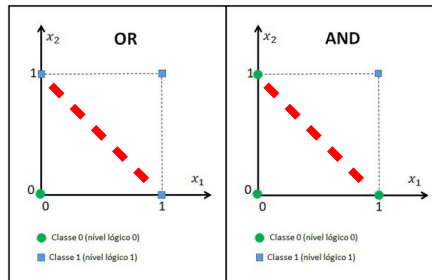 OR
x₂
1
0
0
1
x₁
Classe 0 (nível lógico 0)
Classe 1 (nível lógico 1)
AND
x₂
1
0
0
1
x₁
Classe 0 (nível lógico 0)
Classe 1 (nível lógico 1)